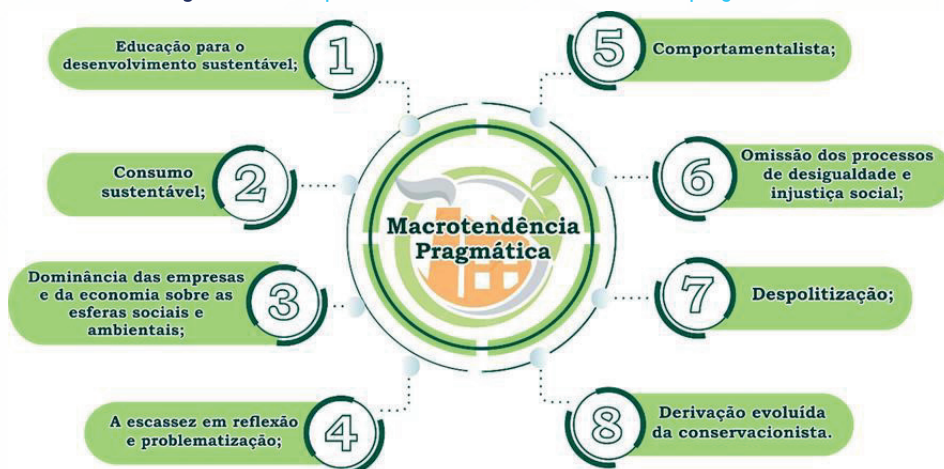 1
Educação para o
desenvolvimento sustentável;
2
Consumo
sustentável;
3
Dominância das empresas
e da economia sobre as
esferas sociais e
ambientais;
4
A escassez em reflexão
e problematização;
Macrotendência
Pragmática
5
Comportamentalista;
6
Omissão dos processos
de desigualdade e
injustiça social;
7
Despolitização;
8
Derivação evoluída
da conservacionista.